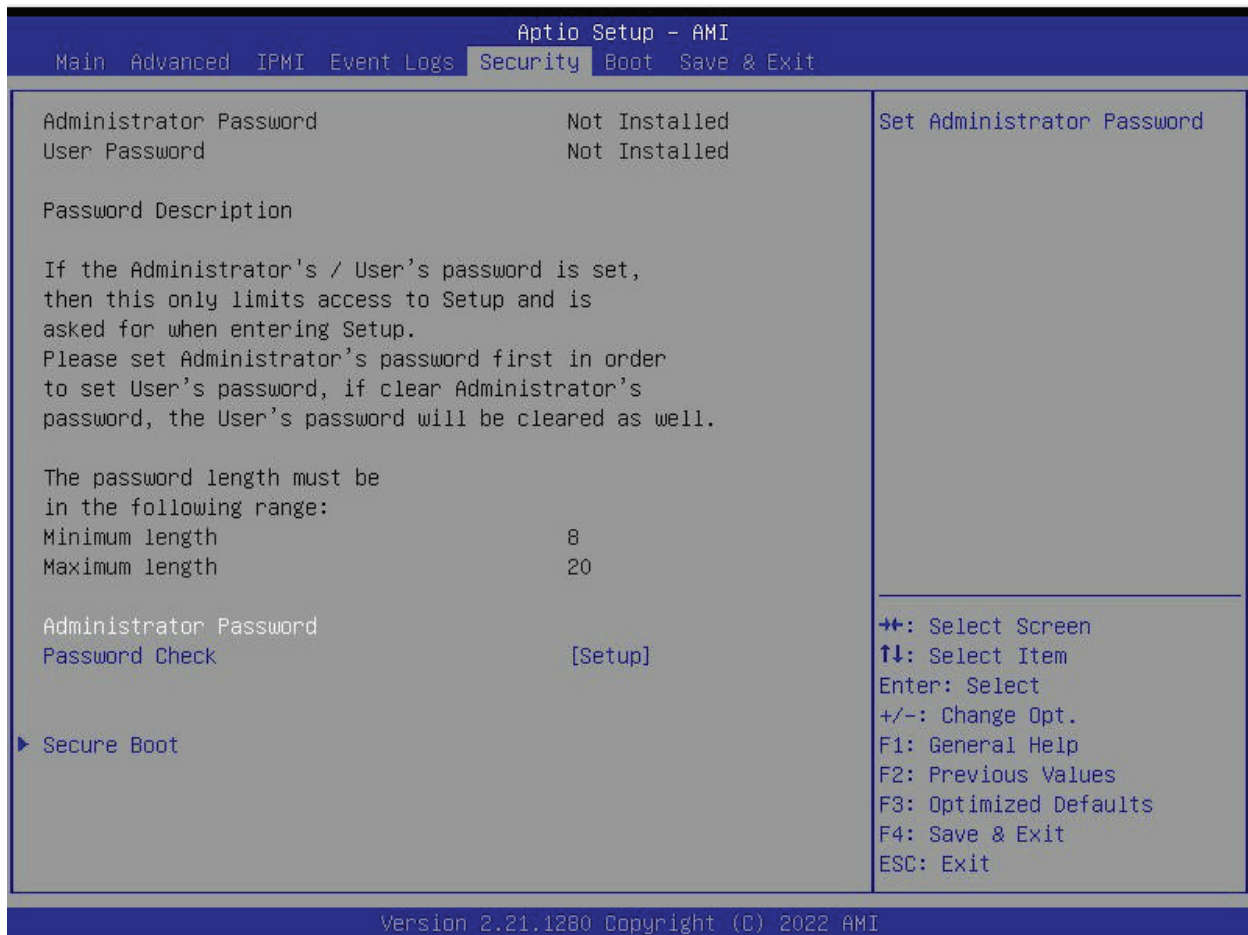 Aptio Setup - AMI
Main Advanced IPMI Event Logs Security Boot Save & Exit
Administrator Password Not Installed
User Password Not Installed
Password Description
If the Administrator's / User's password is set,
then this only limits access to Setup and is
asked for when entering Setup.
Please set Administrator's password first in order
to set User's password, if clear Administrator's
password, the User's password will be cleared as well.
The password length must be
in the following range:
Minimum length 8
Maximum length 20
Administrator Password
Password Check [Setup]
Secure Boot
Set Administrator Password
→←: Select Screen
↑↓: Select Item
Enter: Select
+/-: Change Opt.
F1: General Help
F2: Previous Values
F3: Optimized Defaults
F4: Save & Exit
ESC: Exit
Version 2.21.1280 Copyright (C) 2022 AMI